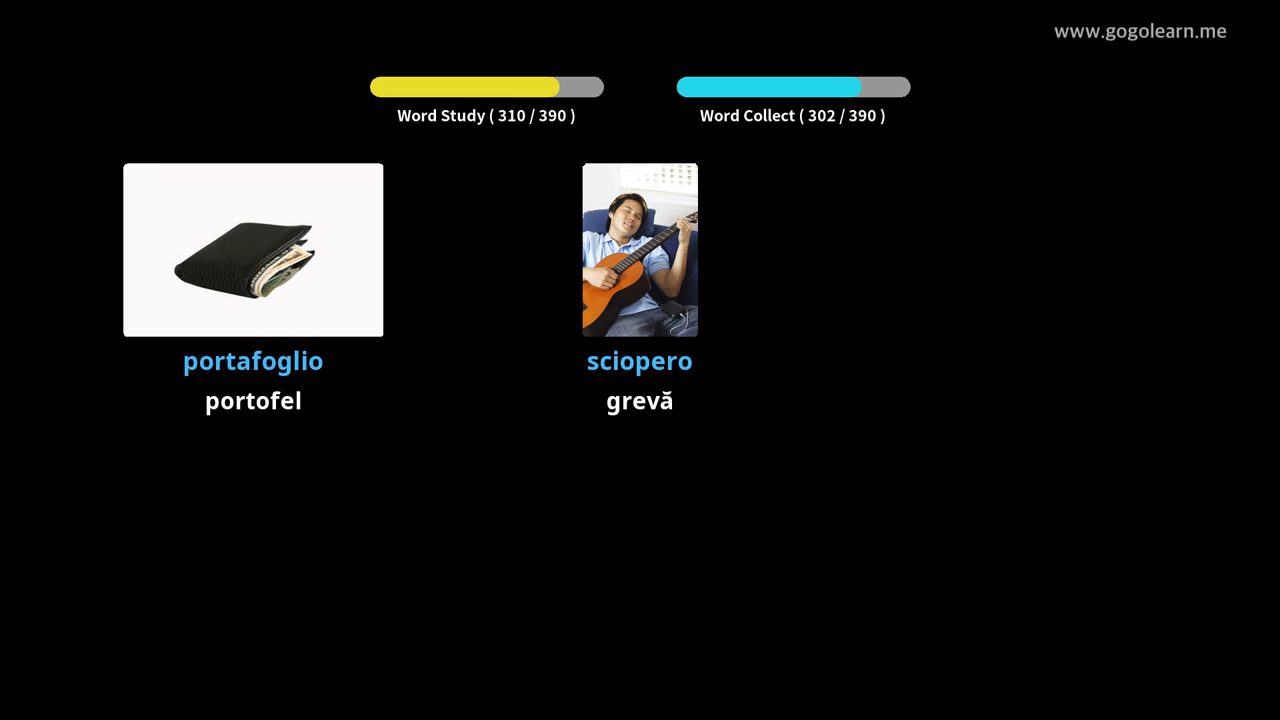 www.gogolearn.me
Word Study ( 310 / 390 )
Word Collect ( 302 / 390 )
portafoglio
portofel
sciopero
grevă